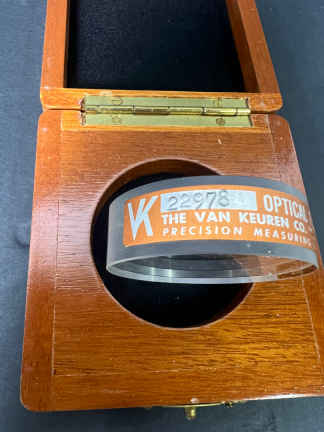 VK 22978 OPTICAL
THE VAN KEUREN CO.
PRECISION MEASURING